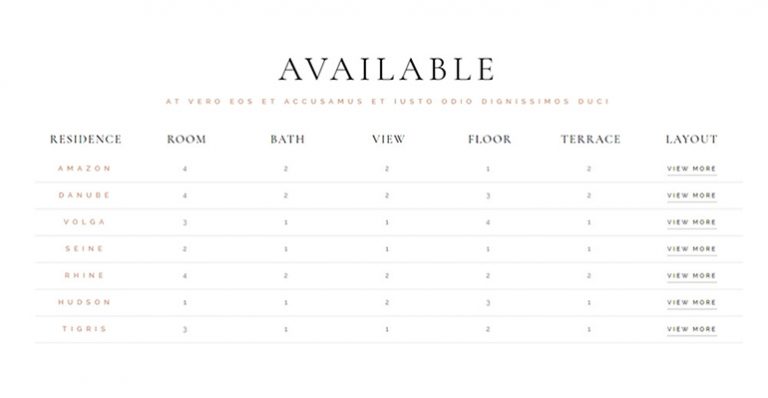 AVAILABLE
AT VERO EOS ET ACCUSAMUS ET IUSTO ODIO DIGNISSIMOS DUCI
RESIDENCE ROOM BATH VIEW FLOOR TERRACE LAYOUT
AMAZON 4 2 2 1 2 VIEW MORE
DANUBE 4 2 2 3 2 VIEW MORE
VOLGA 3 1 1 4 1 VIEW MORE
SEINE 2 1 1 1 1 VIEW MORE
RHINE 4 2 2 2 2 VIEW MORE
HUDSON 1 1 2 3 1 VIEW MORE
TIGRIS 3 1 1 2 1 VIEW MORE